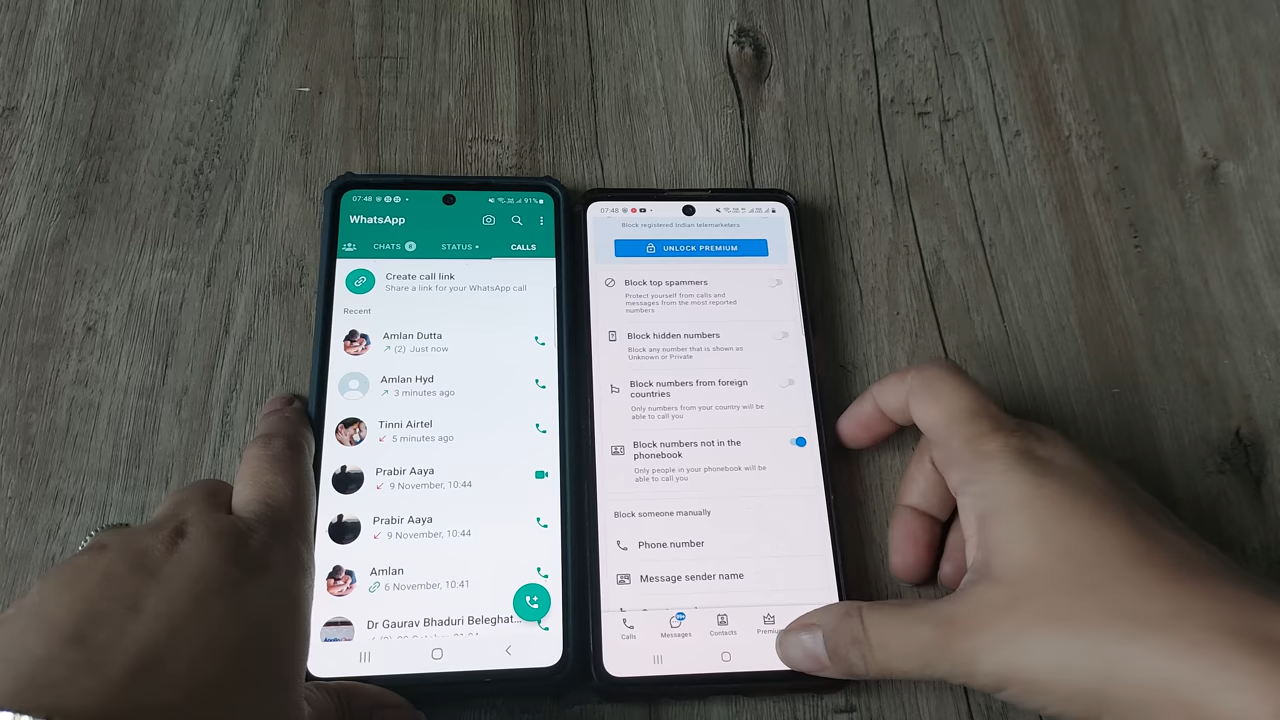 07:48
91%
WhatsApp
CHATS 8
STATUS
CALLS
Create call link
Share a link for your WhatsApp call
Recent
Amlan Dutta
(2) Just now
Amlan Hyd
3 minutes ago
Tinni Airtel
5 minutes ago
Prabir Aaya
9 November, 10:44
Prabir Aaya
9 November, 10:44
Amlan
6 November, 10:41
Dr Gaurav Bhaduri Beleghat...
07:48
Block registered Indian telemarketers
UNLOCK PREMIUM
Block top spammers
Protect yourself from calls and
messages from the most reported
numbers
Block hidden numbers
Block any number that is shown as
Unknown or Private
Block numbers from foreign
countries
Only numbers from your country will be
able to call you
Block numbers not in the
phonebook
Only people in your phonebook will be
able to call you
Block someone manually
Phone number
Message sender name
Calls
99+
Messages
Contacts
Premium